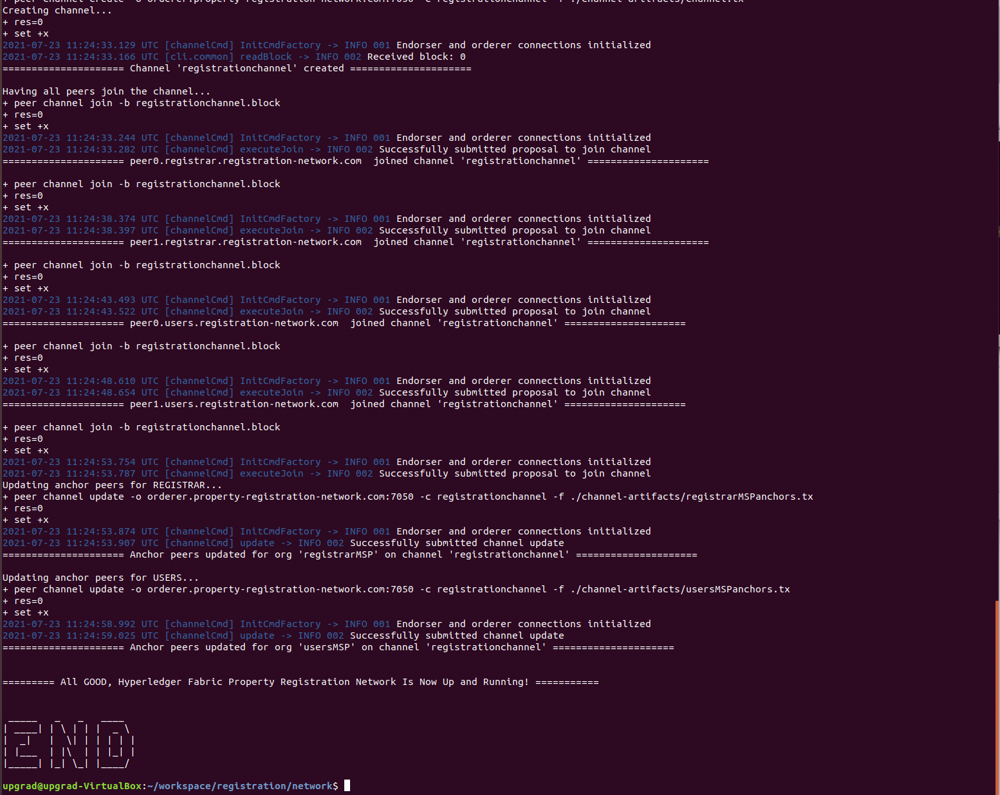 + peer channel create -o orderer.property-registration-network.com:7050 -c registrationchannel -f ./channel-artifacts/channel.tx
Creating channel...
+ res=0
+ set +x
2021-07-23 11:24:33.129 UTC [channelCmd] InitCmdFactory -> INFO 001 Endorser and orderer connections initialized
2021-07-23 11:24:33.166 UTC [cli.common] readBlock -> INFO 002 Received block: 0
===================== Channel 'registrationchannel' created =====================
Having all peers join the channel...
+ peer channel join -b registrationchannel.block
+ res=0
+ set +x
2021-07-23 11:24:33.244 UTC [channelCmd] InitCmdFactory -> INFO 001 Endorser and orderer connections initialized
2021-07-23 11:24:33.282 UTC [channelCmd] executeJoin -> INFO 002 Successfully submitted proposal to join channel
===================== peer0.registrar.registration-network.com  joined channel 'registrationchannel' =====================
+ peer channel join -b registrationchannel.block
+ res=0
+ set +x
2021-07-23 11:24:38.374 UTC [channelCmd] InitCmdFactory -> INFO 001 Endorser and orderer connections initialized
2021-07-23 11:24:38.397 UTC [channelCmd] executeJoin -> INFO 002 Successfully submitted proposal to join channel
===================== peer1.registrar.registration-network.com  joined channel 'registrationchannel' =====================
+ peer channel join -b registrationchannel.block
+ res=0
+ set +x
2021-07-23 11:24:43.493 UTC [channelCmd] InitCmdFactory -> INFO 001 Endorser and orderer connections initialized
2021-07-23 11:24:43.522 UTC [channelCmd] executeJoin -> INFO 002 Successfully submitted proposal to join channel
===================== peer0.users.registration-network.com  joined channel 'registrationchannel' =====================
+ peer channel join -b registrationchannel.block
+ res=0
+ set +x
2021-07-23 11:24:48.610 UTC [channelCmd] InitCmdFactory -> INFO 001 Endorser and orderer connections initialized
2021-07-23 11:24:48.654 UTC [channelCmd] executeJoin -> INFO 002 Successfully submitted proposal to join channel
===================== peer1.users.registration-network.com  joined channel 'registrationchannel' =====================
+ peer channel join -b registrationchannel.block
+ res=0
+ set +x
2021-07-23 11:24:53.754 UTC [channelCmd] InitCmdFactory -> INFO 001 Endorser and orderer connections initialized
2021-07-23 11:24:53.787 UTC [channelCmd] executeJoin -> INFO 002 Successfully submitted proposal to join channel
Updating anchor peers for REGISTRAR...
+ peer channel update -o orderer.property-registration-network.com:7050 -c registrationchannel -f ./channel-artifacts/registrarMSPanchors.tx
+ res=0
+ set +x
2021-07-23 11:24:53.874 UTC [channelCmd] InitCmdFactory -> INFO 001 Endorser and orderer connections initialized
2021-07-23 11:24:53.907 UTC [channelCmd] update -> INFO 002 Successfully submitted channel update
===================== Anchor peers updated for org 'registrarMSP' on channel 'registrationchannel' =====================
Updating anchor peers for USERS...
+ peer channel update -o orderer.property-registration-network.com:7050 -c registrationchannel -f ./channel-artifacts/usersMSPanchors.tx
+ res=0
+ set +x
2021-07-23 11:24:58.992 UTC [channelCmd] InitCmdFactory -> INFO 001 Endorser and orderer connections initialized
2021-07-23 11:24:59.025 UTC [channelCmd] update -> INFO 002 Successfully submitted channel update
===================== Anchor peers updated for org 'usersMSP' on channel 'registrationchannel' =====================
========= All GOOD, Hyperledger Fabric Property Registration Network Is Now Up and Running! ===========
END
upgrad@upgrad-VirtualBox:~/workspace/registration/network$